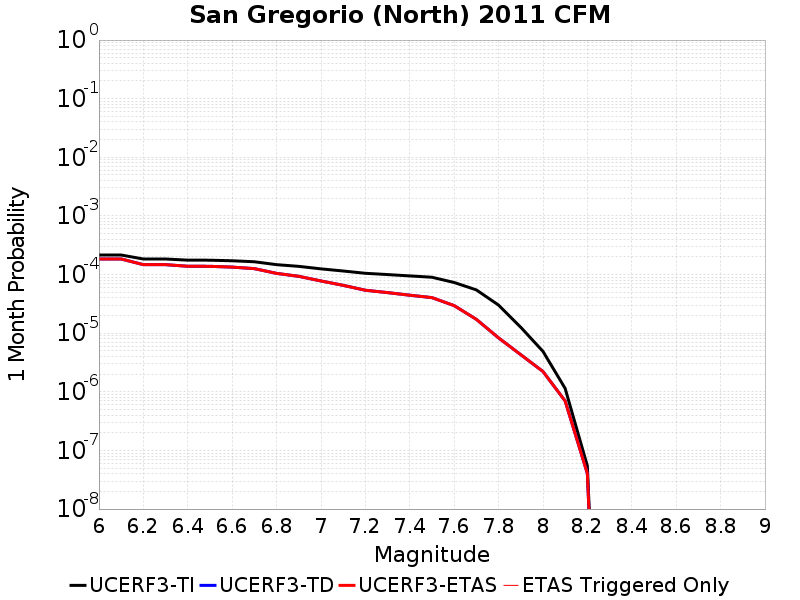 San Gregorio (North) 2011 CFM
10^0
10^-1
10^-2
10^-3
10^-4
10^-5
10^-6
10^-7
10^-8
1 Month Probability
6 6.2 6.4 6.6 6.8 7 7.2 7.4 7.6 7.8 8 8.2 8.4 8.6 8.8 9
Magnitude
UCERF3-TI UCERF3-TD UCERF3-ETAS ETAS Triggered Only